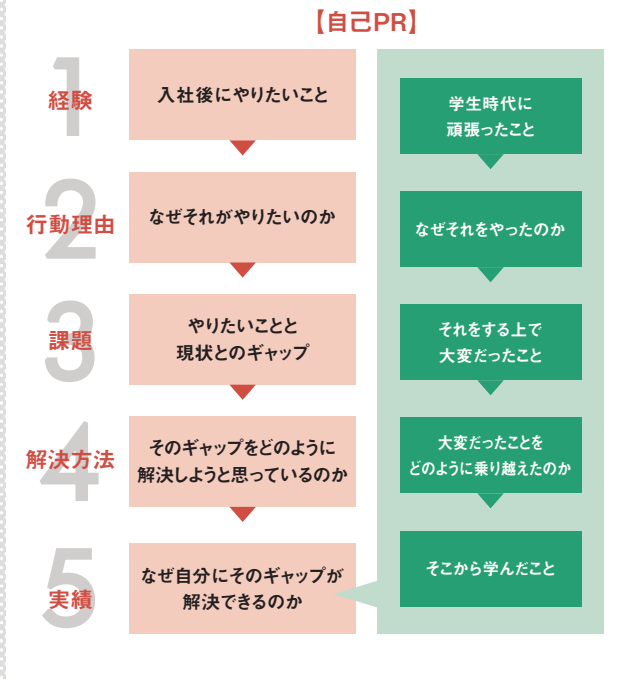 【自己PR】
1
経験
入社後にやりたいこと
学生時代に
頑張ったこと
2
行動理由
なぜそれがやりたいのか
なぜそれをやったのか
3
課題
やりたいことと
現状とのギャップ
それをする上で
大変だったこと
4
解決方法
そのギャップをどのように
解決しようと思っているのか
大変だったことを
どのように乗り越えたのか
5
実績
なぜ自分にそのギャップが
解決できるのか
そこから学んだこと